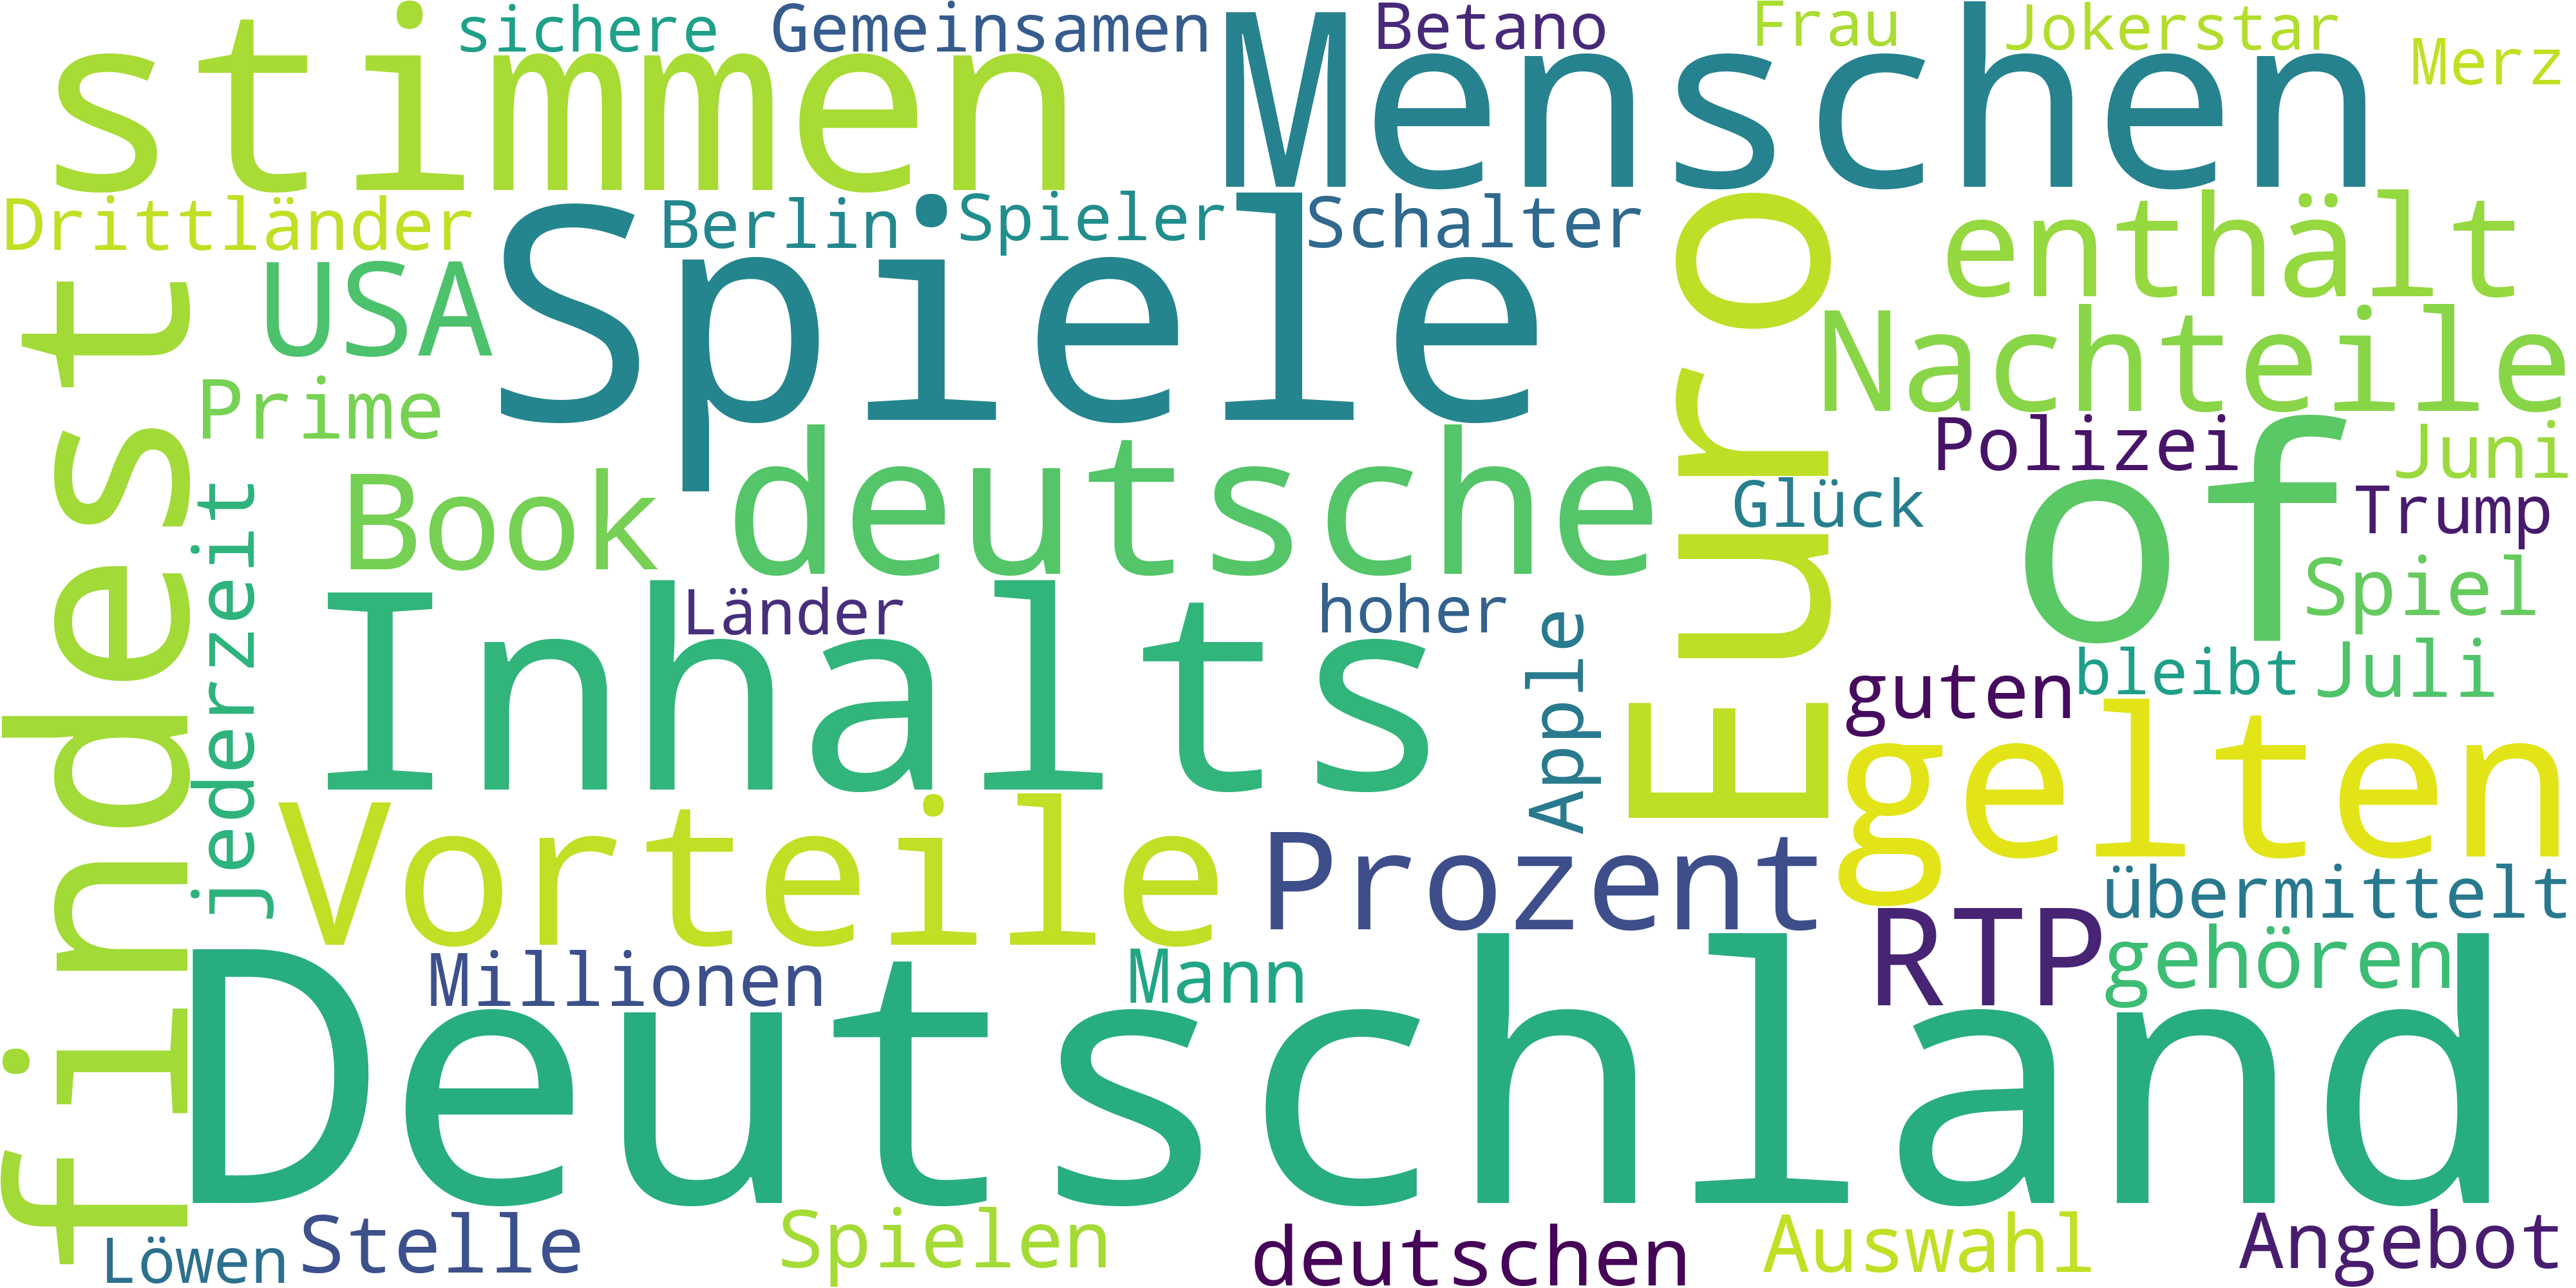 stimmen
sichere
Gemeinsamen
Menschen
Betano
Frau
Jokerstar
Merz
Drittländer
Berlin
Spieler
Schalter
enthält
USA
Spiele
Euro
Nachteile
findest
Prime
Polizei
Juni
Book
deutsche
Glück
of
Trump
jederzeit
Länder
hoher
Spiel
Inhalts
Apple
guten
bleibt
Juli
gelten
Vorteile
Prozent
übermittelt
RTP
gehören
Millionen
Mann
Deutschland
Löwen
Stelle
Spielen
deutschen
Auswahl
Angebot